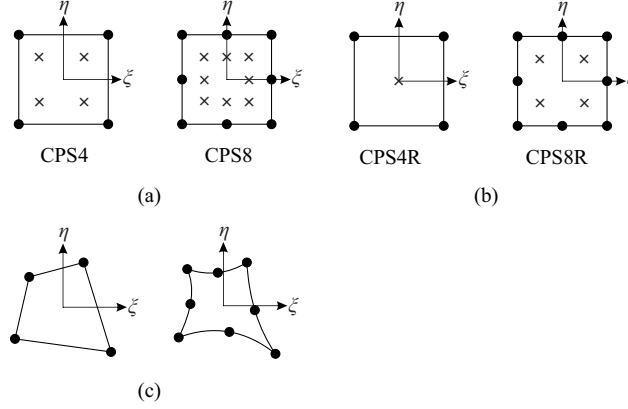 η η η η
ξ ξ ξ ξ
CPS4 CPS8 CPS4R CPS8R
(a) (b)
η η
ξ ξ
(c)